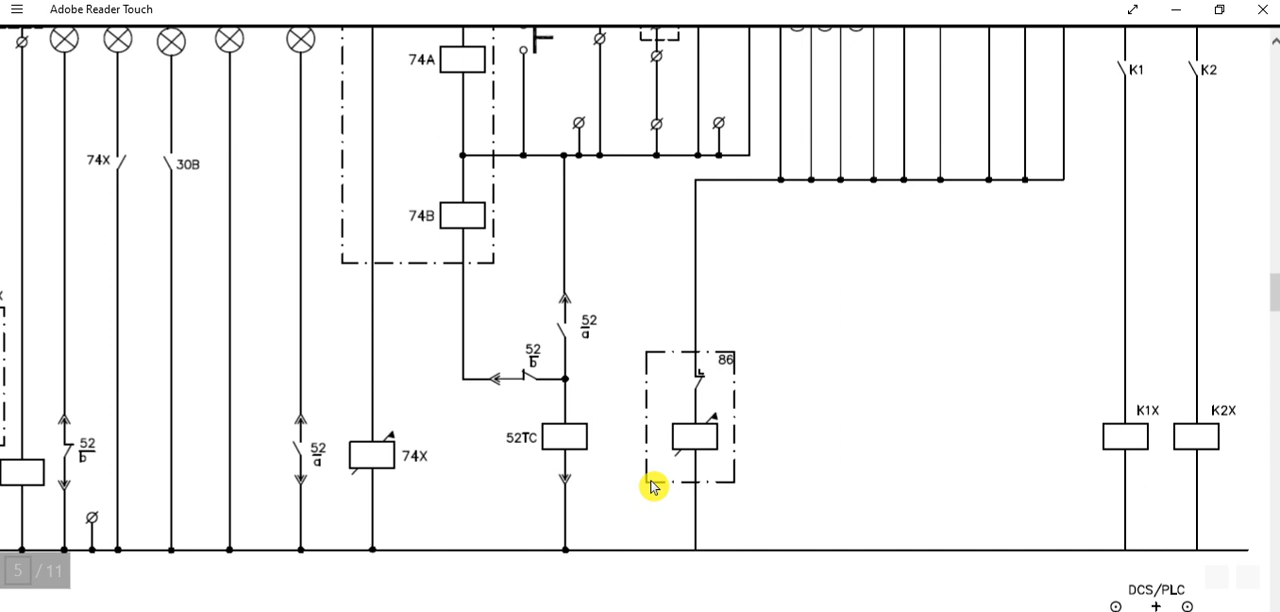 Adobe Reader Touch
74A
K1
K2
74X
30B
74B
52
a
52
b
86
K1X
K2X
52TC
52
b
52
a
74X
5 / 11
DCS/PLC
+